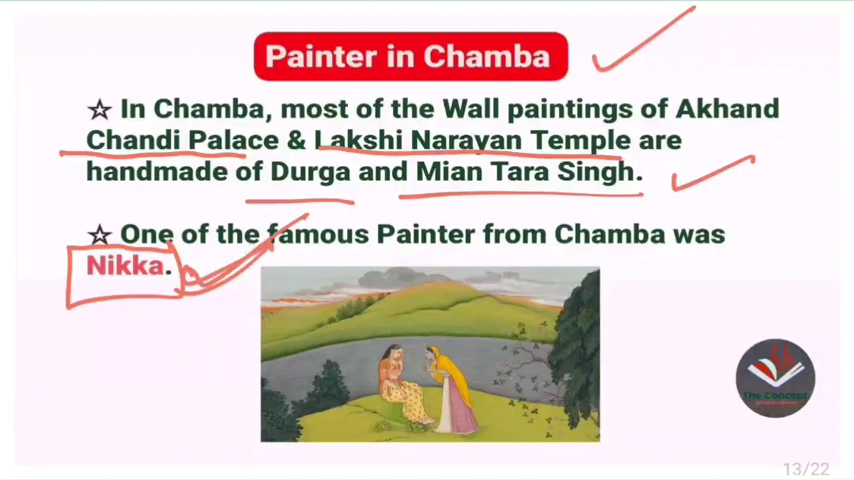 Painter in Chamba
☆ In Chamba, most of the Wall paintings of Akhand
Chandi Palace & Lakshi Narayan Temple are
handmade of Durga and Mian Tara Singh.
☆ One of the famous Painter from Chamba was
Nikka.
The Concept
13/22